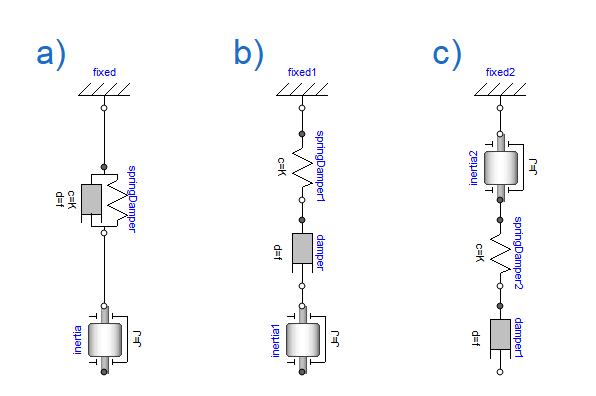 a)
fixed
springDamper
c=K
d=f
inertia
J=J
b)
fixed1
springDamper1
c=K
damper
d=f
inertia1
J=J
c)
fixed2
inertia2
J=J
springDamper2
c=K
damper1
d=f